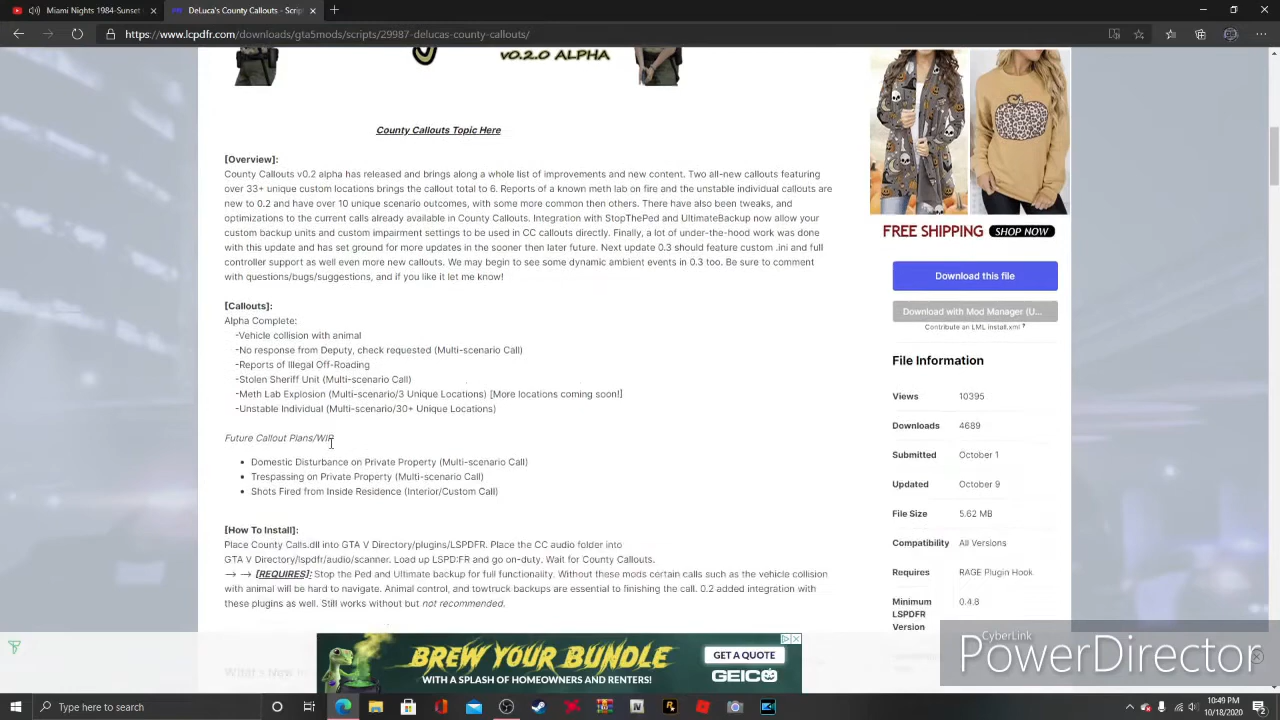 Miami Nights 1984-Sunset
Deluca's County Callouts - Scrip
https://www.lcpdfr.com/downloads/gta5mods/scripts/29987-county-callouts/
v0.2.0 ALPHA
County Callouts Topic Here
[Overview]:
County Callouts v0.2 alpha has released and brings along a whole list of improvements and new content. Two all-new callouts featuring
over 33+ unique custom locations brings the callout total to 6. Reports of a known meth lab on fire and the unstable individual callouts are
new to 0.2 and have over 10 unique scenario outcomes, with some more common then others. There have also been tweaks, and
optimizations to the current calls already available in County Callouts. Integration with StopThePed and UltimateBackup now allow your
custom backup units and custom impairment settings to be used in CC callouts directly. Finally, a lot of under-the-hood work was done
with this update and has set ground for more updates in the sooner then later future. Next update 0.3 should feature custom .ini and full
controller support as well even more new callouts. We may begin to see some dynamic ambient events in 0.3 too. Be sure to comment
with questions/bugs/suggestions, and if you like it let me know!
[Callouts]:
Alpha Complete:
-Vehicle collision with animal
-No response from Deputy, check requested (Multi-scenario Call)
-Reports of Illegal Off-Roading
-Stolen Sheriff Unit (Multi-scenario Call)
-Meth Lab Explosion (Multi-scenario/3 Unique Locations) [More locations coming soon!]
-Unstable Individual (Multi-scenario/30+ Unique Locations)
Future Callout Plans/WIP
• Domestic Disturbance on Private Property (Multi-scenario Call)
• Trespassing on Private Property (Multi-scenario Call)
• Shots Fired from Inside Residence (Interior/Custom Call)
[How To Install]:
Place County Calls.dll into GTA V Directory/plugins/LSPDFR. Place the CC audio folder into
GTA V Directory/lspdfr/audio/scanner. Load up LSPD:FR and go on-duty. Wait for County Callouts.
--> --> [REQUIRES]: Stop the Ped and Ultimate backup for full functionality. Without these mods certain calls such as the vehicle collision
with animal will be hard to navigate. Animal control, and towtruck backups are essential to finishing the call. 0.2 added integration with
these plugins as well. Still works without but not recommended.
What's New in
FREE SHIPPING SHOP NOW
Download this file
Download with Mod Manager (U...
Contribute an LML install.xml ?
File Information
Views 10395
Downloads 4689
Submitted October 1
Updated October 9
File Size 5.62 MB
Compatibility All Versions
Requires RAGE Plugin Hook
Minimum LSPDFR Version 0.4.8
BREW YOUR BUNDLE
WITH A SPLASH OF HOMEOWNERS AND RENTERS!
GET A QUOTE
GEICO
CyberLink
PowerDirector
Type here to search
10:49 PM
10/18/2020